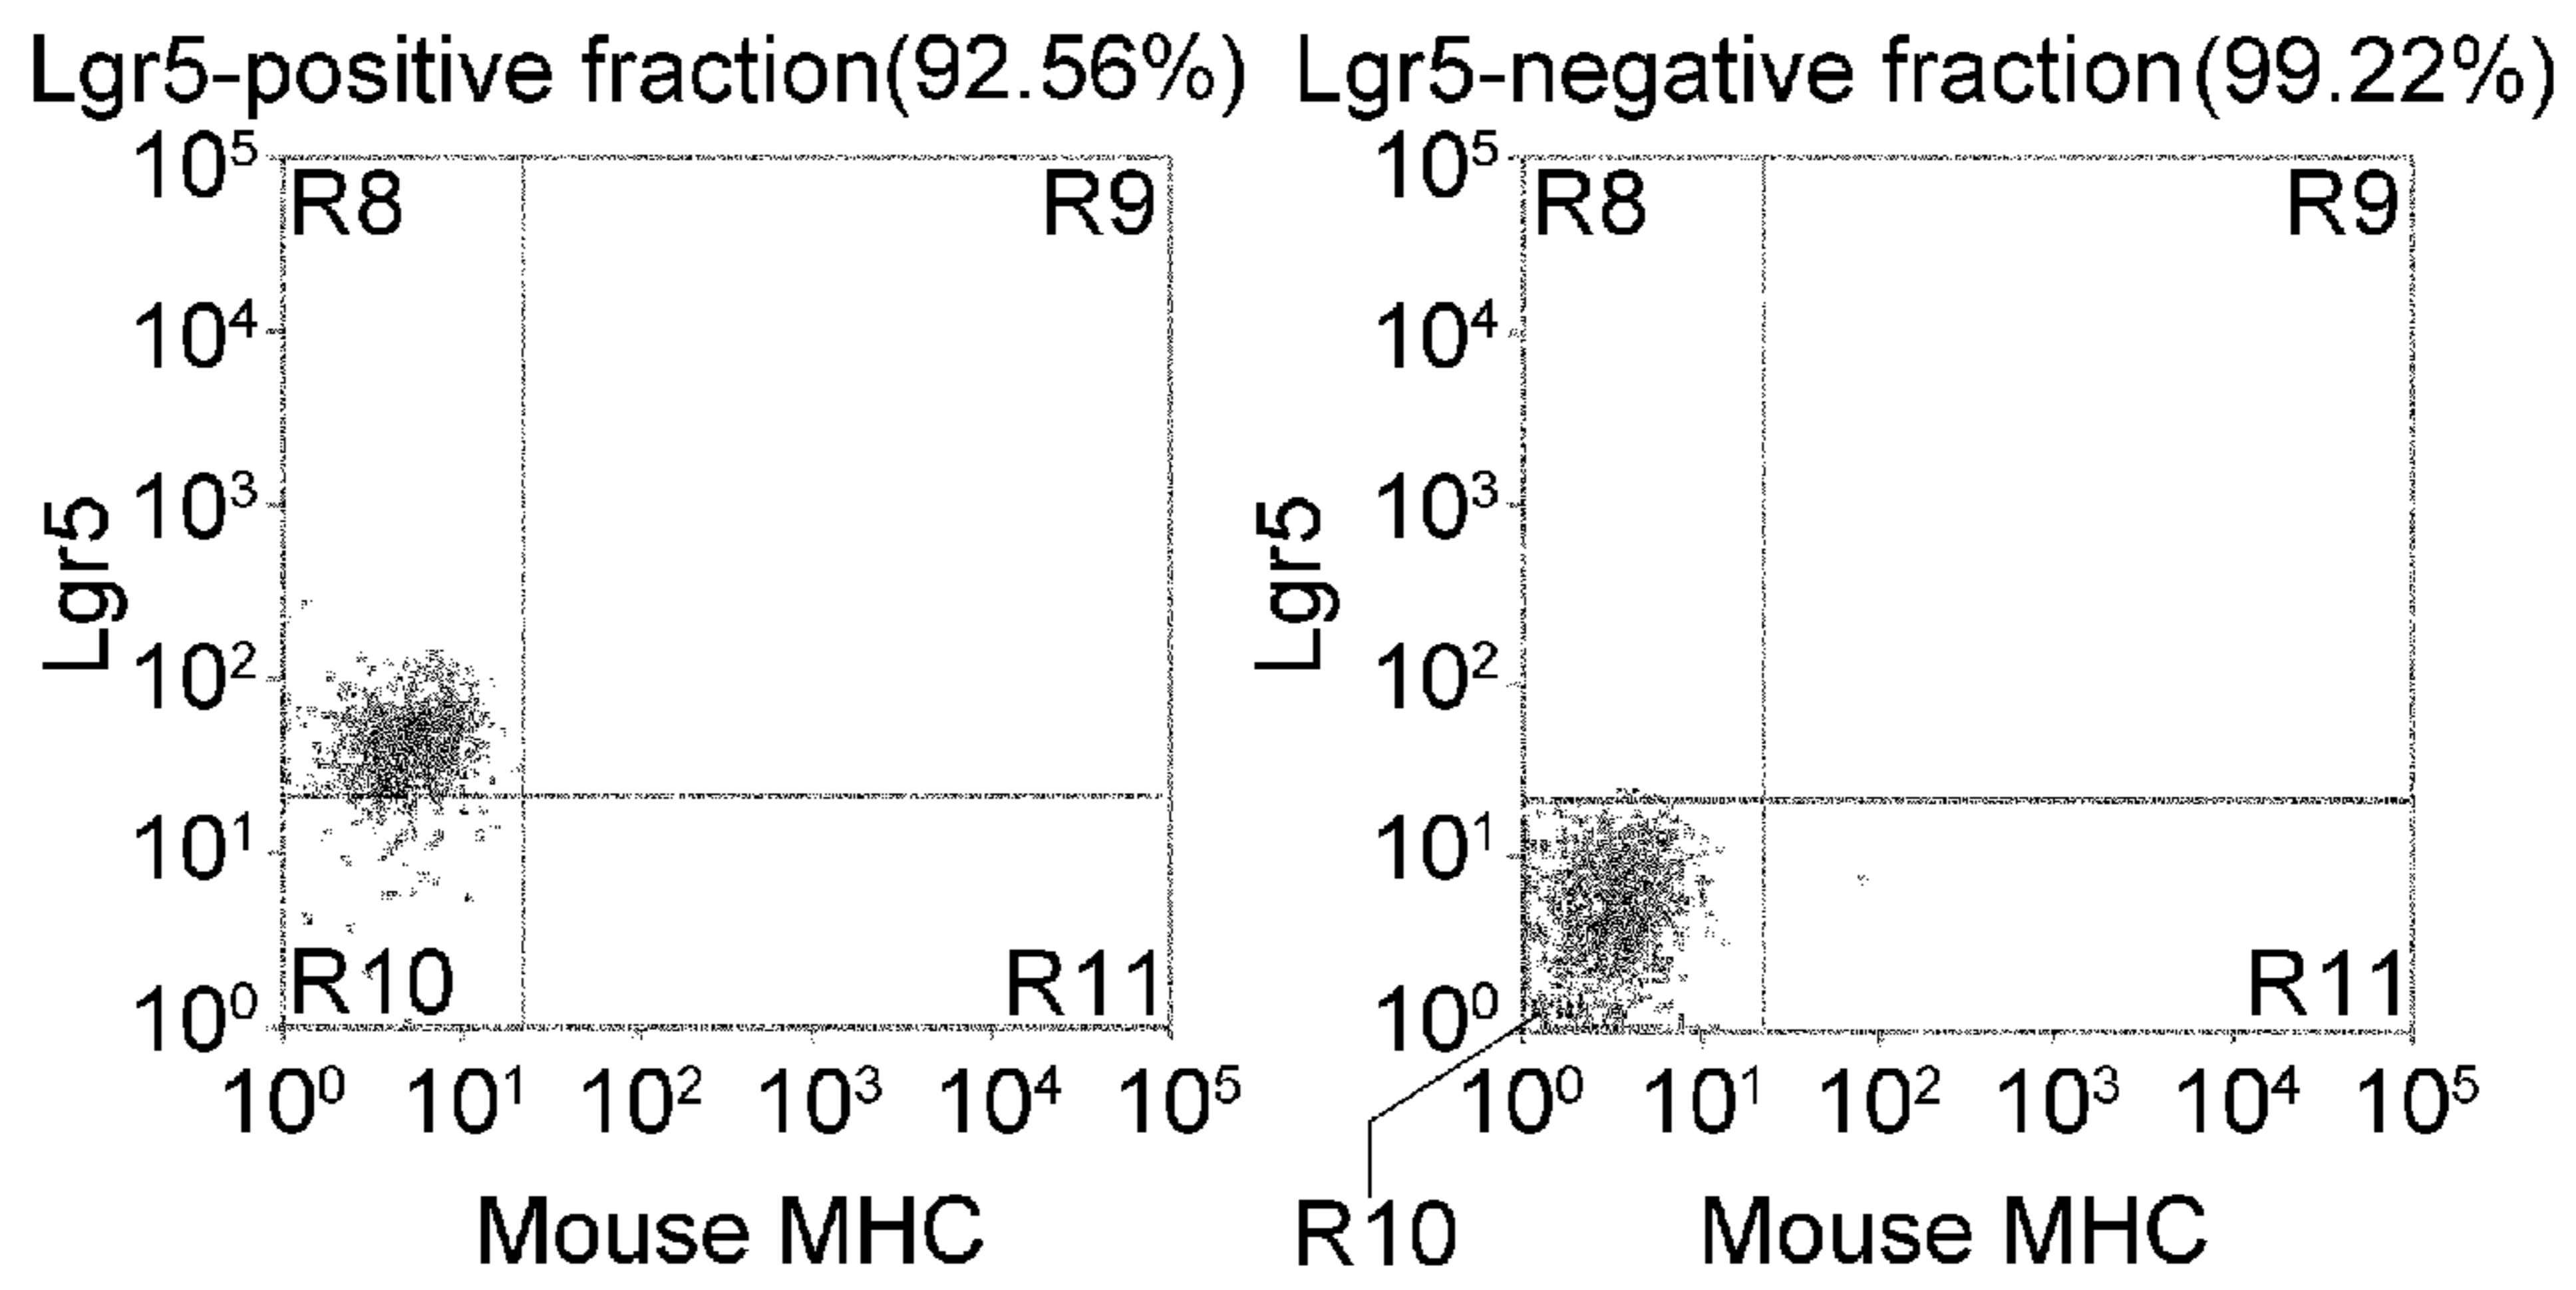 Lgr5-positive fraction(92.56%)
10⁵
10⁴
10³
10²
10¹
10⁰
Lgr5
R8
R9
R10
R11
10⁰ 10¹ 10² 10³ 10⁴ 10⁵
Mouse MHC
Lgr5-negative fraction(99.22%)
10⁵
10⁴
10³
10²
10¹
10⁰
Lgr5
R8
R9
R11
10⁰ 10¹ 10² 10³ 10⁴ 10⁵
R10
Mouse MHC